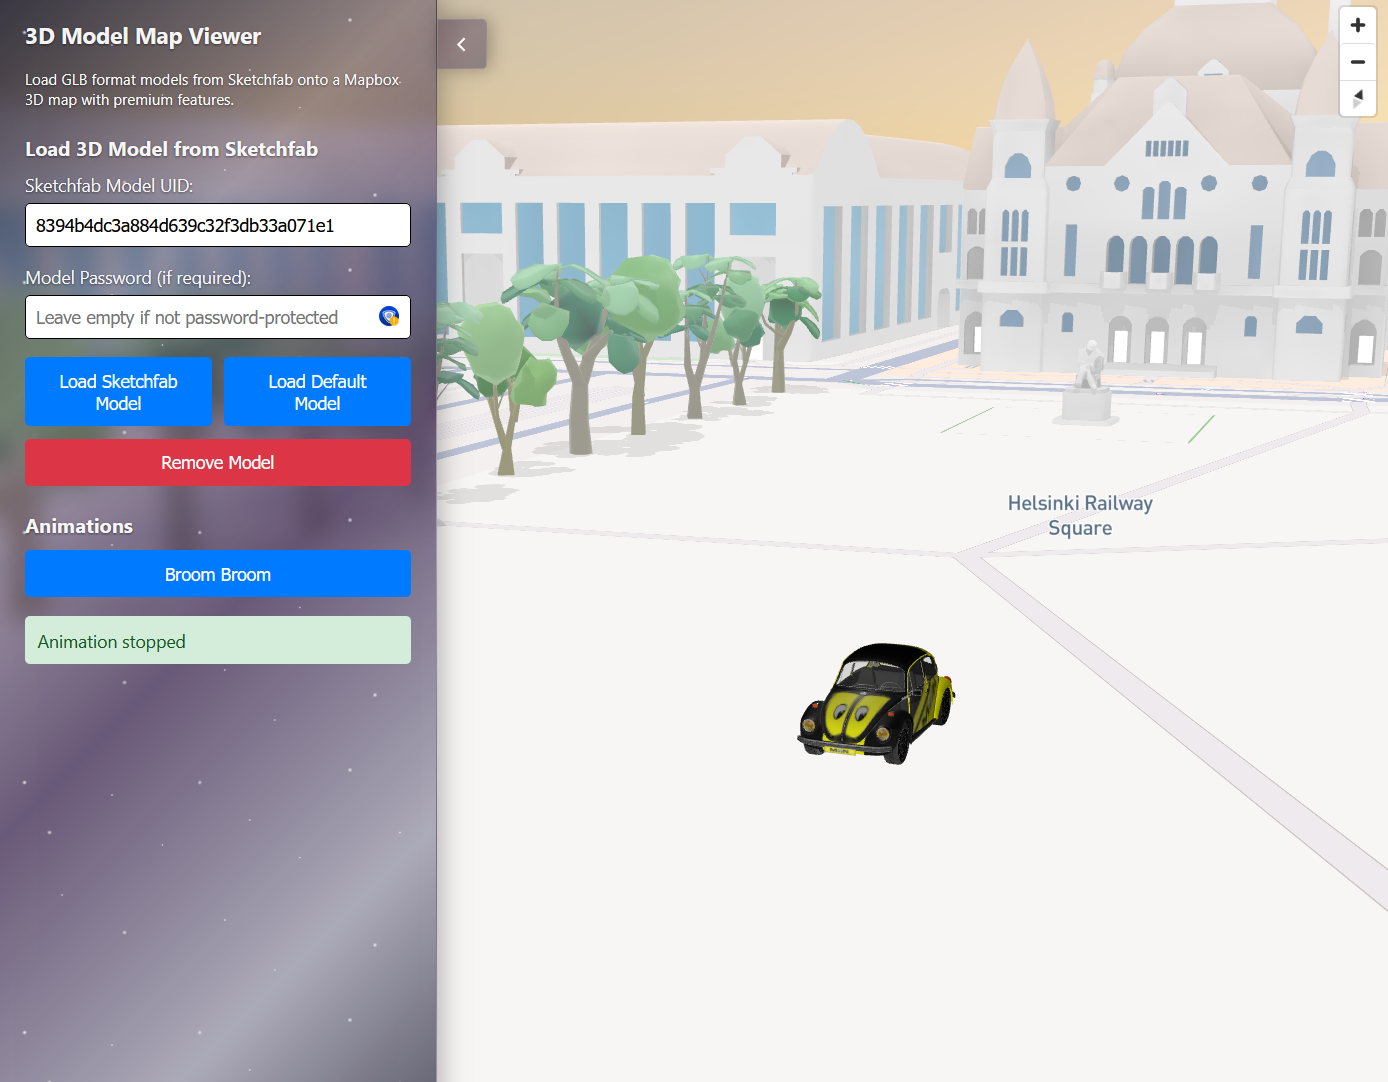 3D Model Map Viewer
Load GLB format models from Sketchfab onto a Mapbox
3D map with premium features.
Load 3D Model from Sketchfab
Sketchfab Model UID:
8394b4dc3a884d639c32f3db33a071e1
Model Password (if required):
Leave empty if not password-protected
Load Sketchfab
Model
Load Default
Model
Remove Model
Animations
Broom Broom
Animation stopped
Helsinki Railway
Square